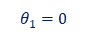 θ₁ = 0